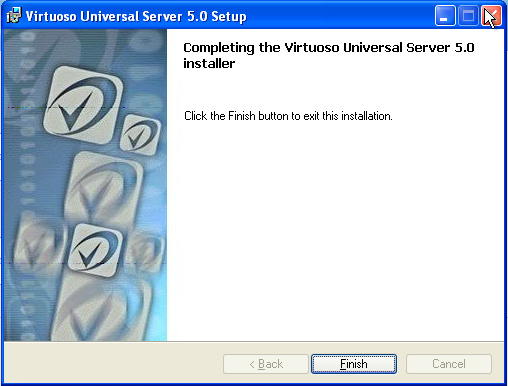 Virtuoso Universal Server 5.0 Setup
Completing the Virtuoso Universal Server 5.0
installer
Click the Finish button to exit this installation.
< Back
Finish
Cancel